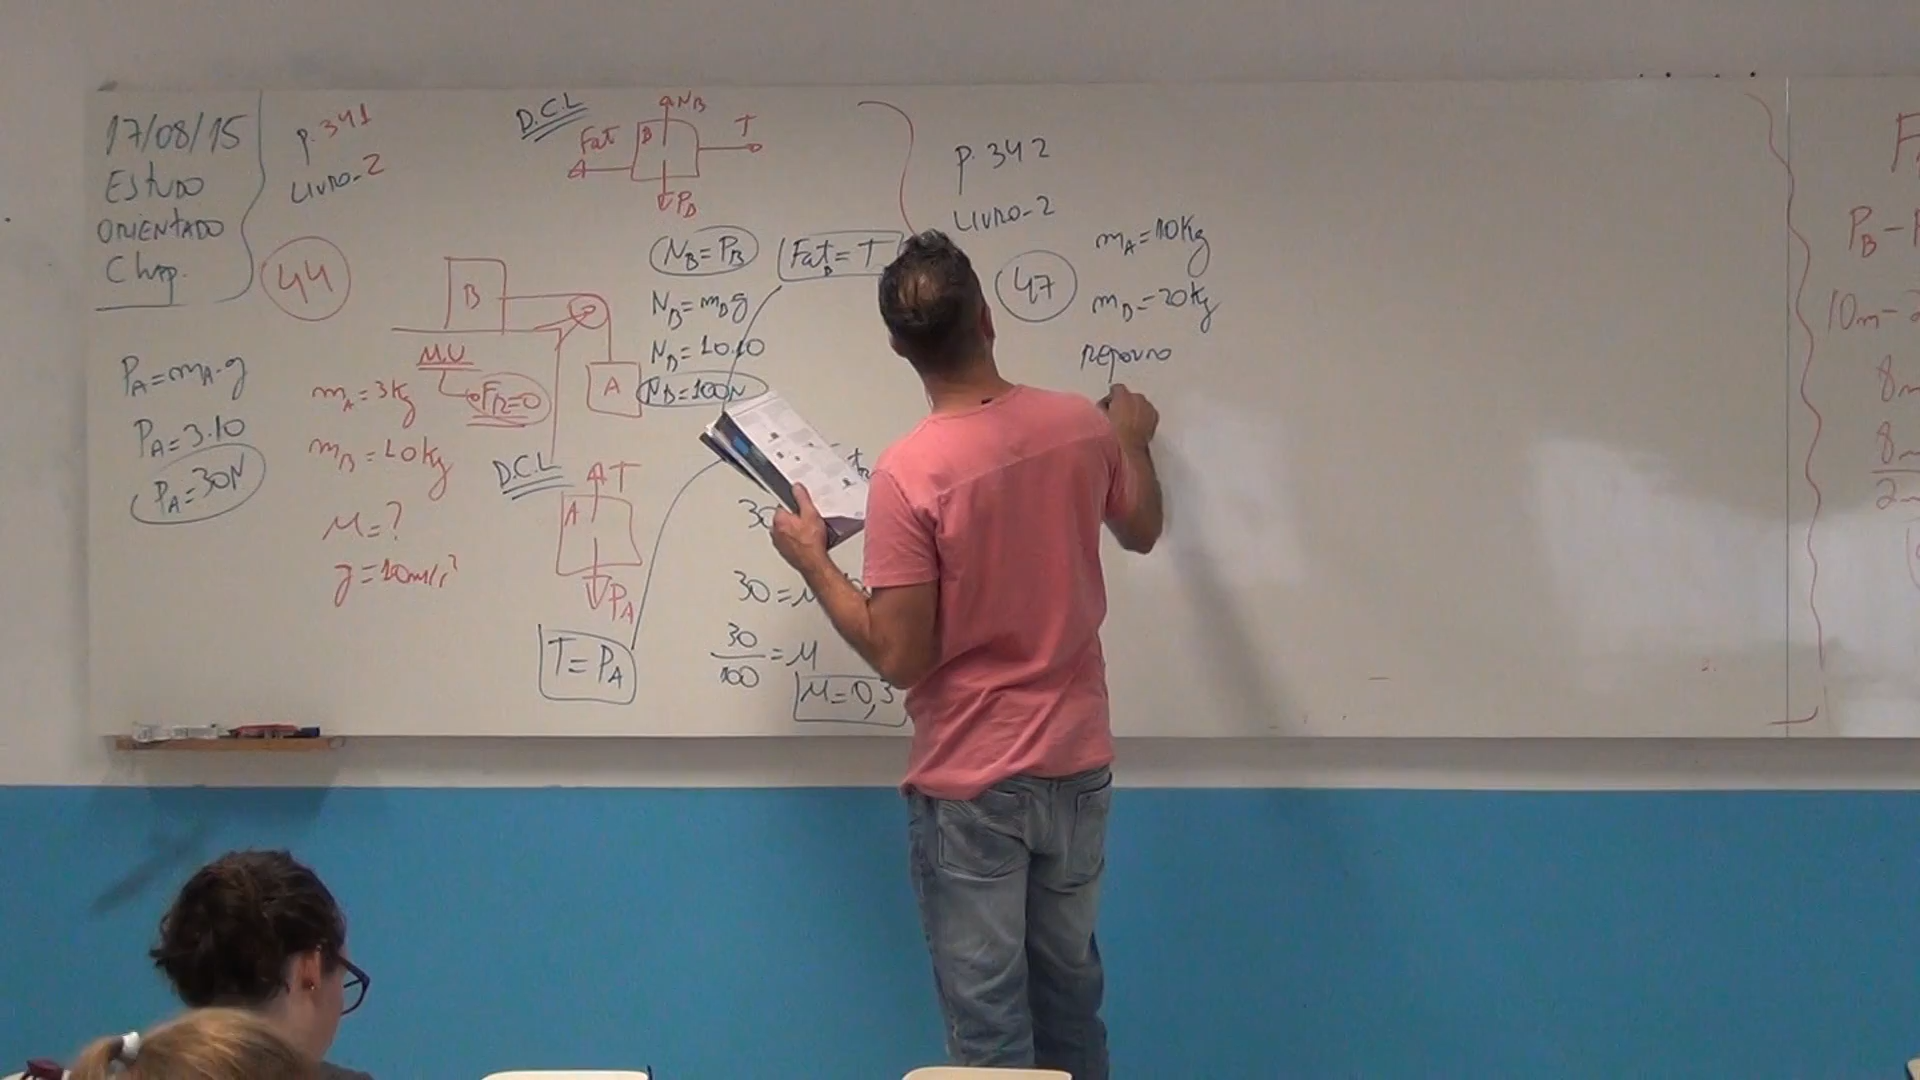 17/08/15
ESTUDO
ORIENTADO
p. 341
LIVRO-2
44
P_A=m_A.g
P_A=3.10
P_A=30N
B
A
M.U
F_R=0
m_A=3Kg
m_B=10Kg
M=?
g=10m/s²
D.C.L
N_B
Fat
B
T
P_B
D.C.L
T
A
P_A
T=P_A
N_B=P_B
Fat_B=T
N_B=m_Bg
N_B=10.10
N_B=100N
30
30=M
30/100=M
M=0,3
p. 342
LIVRO-2
47
m_A=10Kg
m_B=20Kg
repouso
P_B-
10m-2
8m
8m
2m